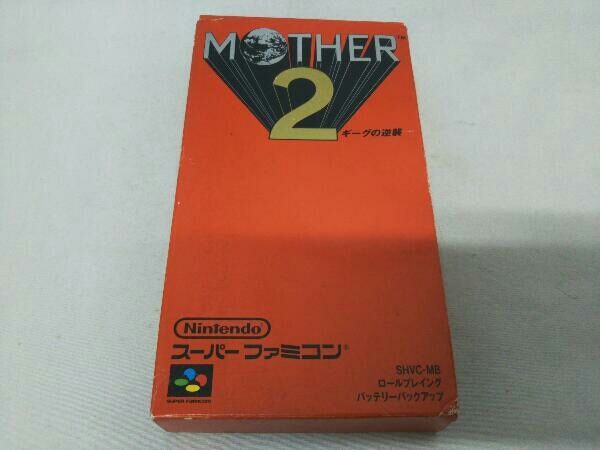 MOTHER™
2
ギーグの逆襲
Nintendo
スーパーファミコン®
SUPER FAMICOM
SHVC-MB
ロールプレイング
バッテリーバックアップ